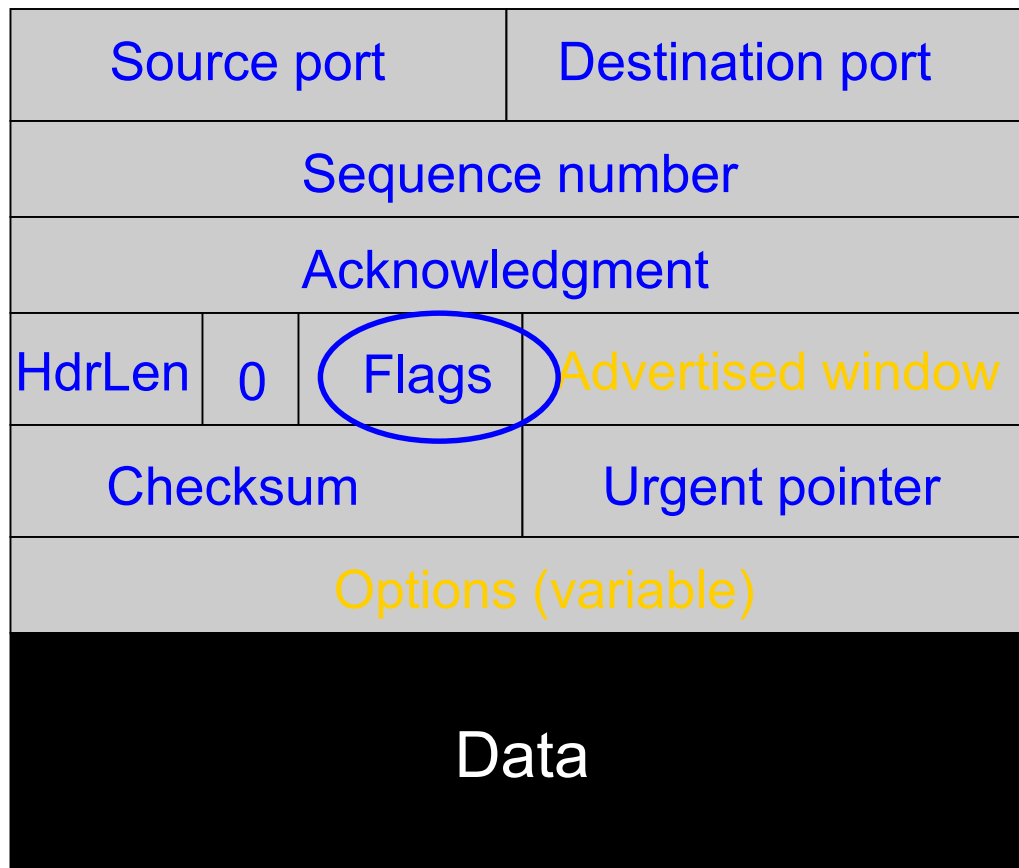 Source port Destination port
Sequence number
Acknowledgment
HdrLen 0 Flags Advertised window
Checksum Urgent pointer
Options (variable)
Data